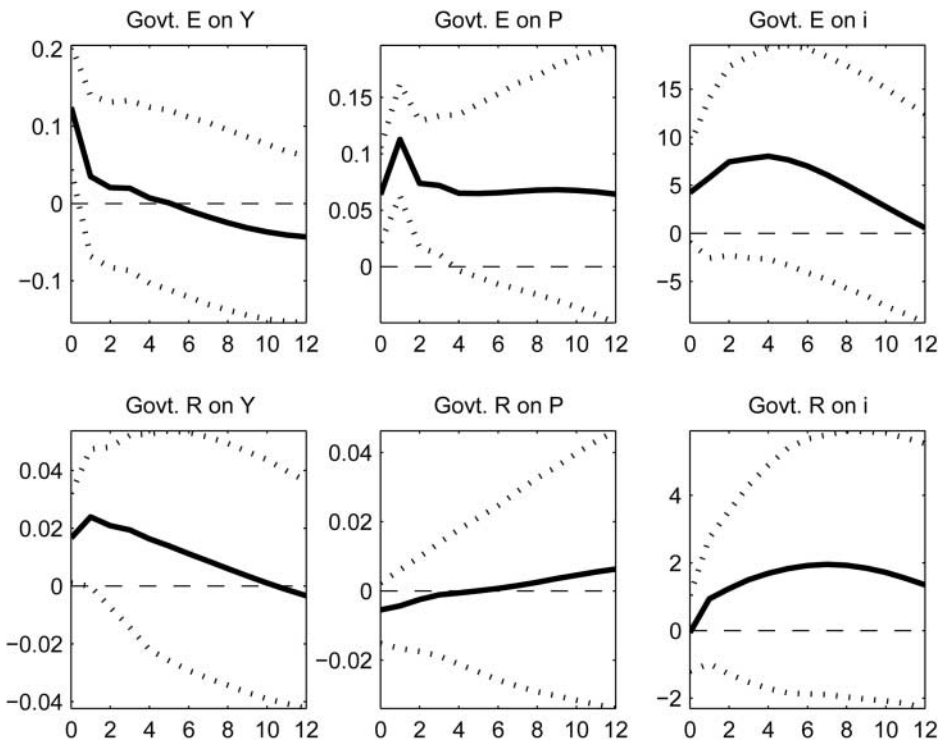 Govt. E on Y
Govt. E on P
Govt. E on i
0.2
0.1
0
−0.1
0.15
0.1
0.05
0
15
10
5
0
−5
0 2 4 6 8 10 12
0 2 4 6 8 10 12
0 2 4 6 8 10 12
Govt. R on Y
Govt. R on P
Govt. R on i
0.04
0.02
0
−0.02
−0.04
0.04
0.02
0
−0.02
4
2
0
−2
0 2 4 6 8 10 12
0 2 4 6 8 10 12
0 2 4 6 8 10 12